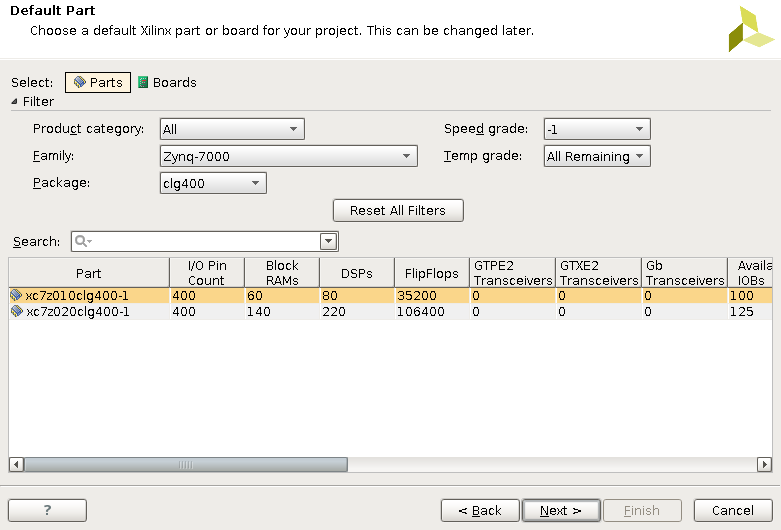 Default Part
Choose a default Xilinx part or board for your project. This can be changed later.
Select: Parts Boards
Filter
Product category: All Speed grade: -1
Family: Zynq-7000 Temp grade: All Remaining
Package: clg400
Reset All Filters
Search:
Part I/O Pin Count Block RAMs DSPs FlipFlops GTPE2 Transceivers GTXE2 Transceivers Gb Transceivers Availa IOBs
xc7z010clg400-1 400 60 80 35200 0 0 0 100
xc7z020clg400-1 400 140 220 106400 0 0 0 125
? < Back Next > Finish Cancel